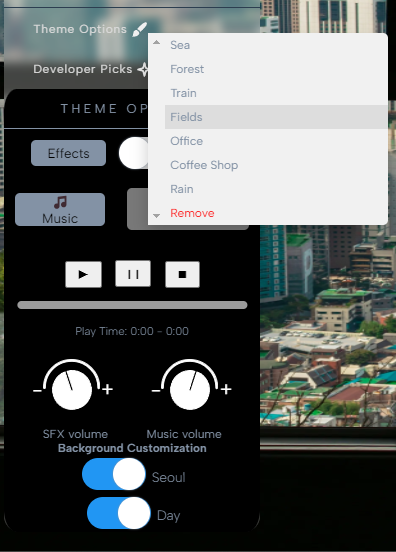 Theme Options
Developer Picks
Sea
Forest
Train
Fields
Office
Coffee Shop
Rain
Remove
THEME OP
Effects
Music
Play Time: 0:00 - 0:00
- +
- +
SFX volume
Music volume
Background Customization
Seoul
Day